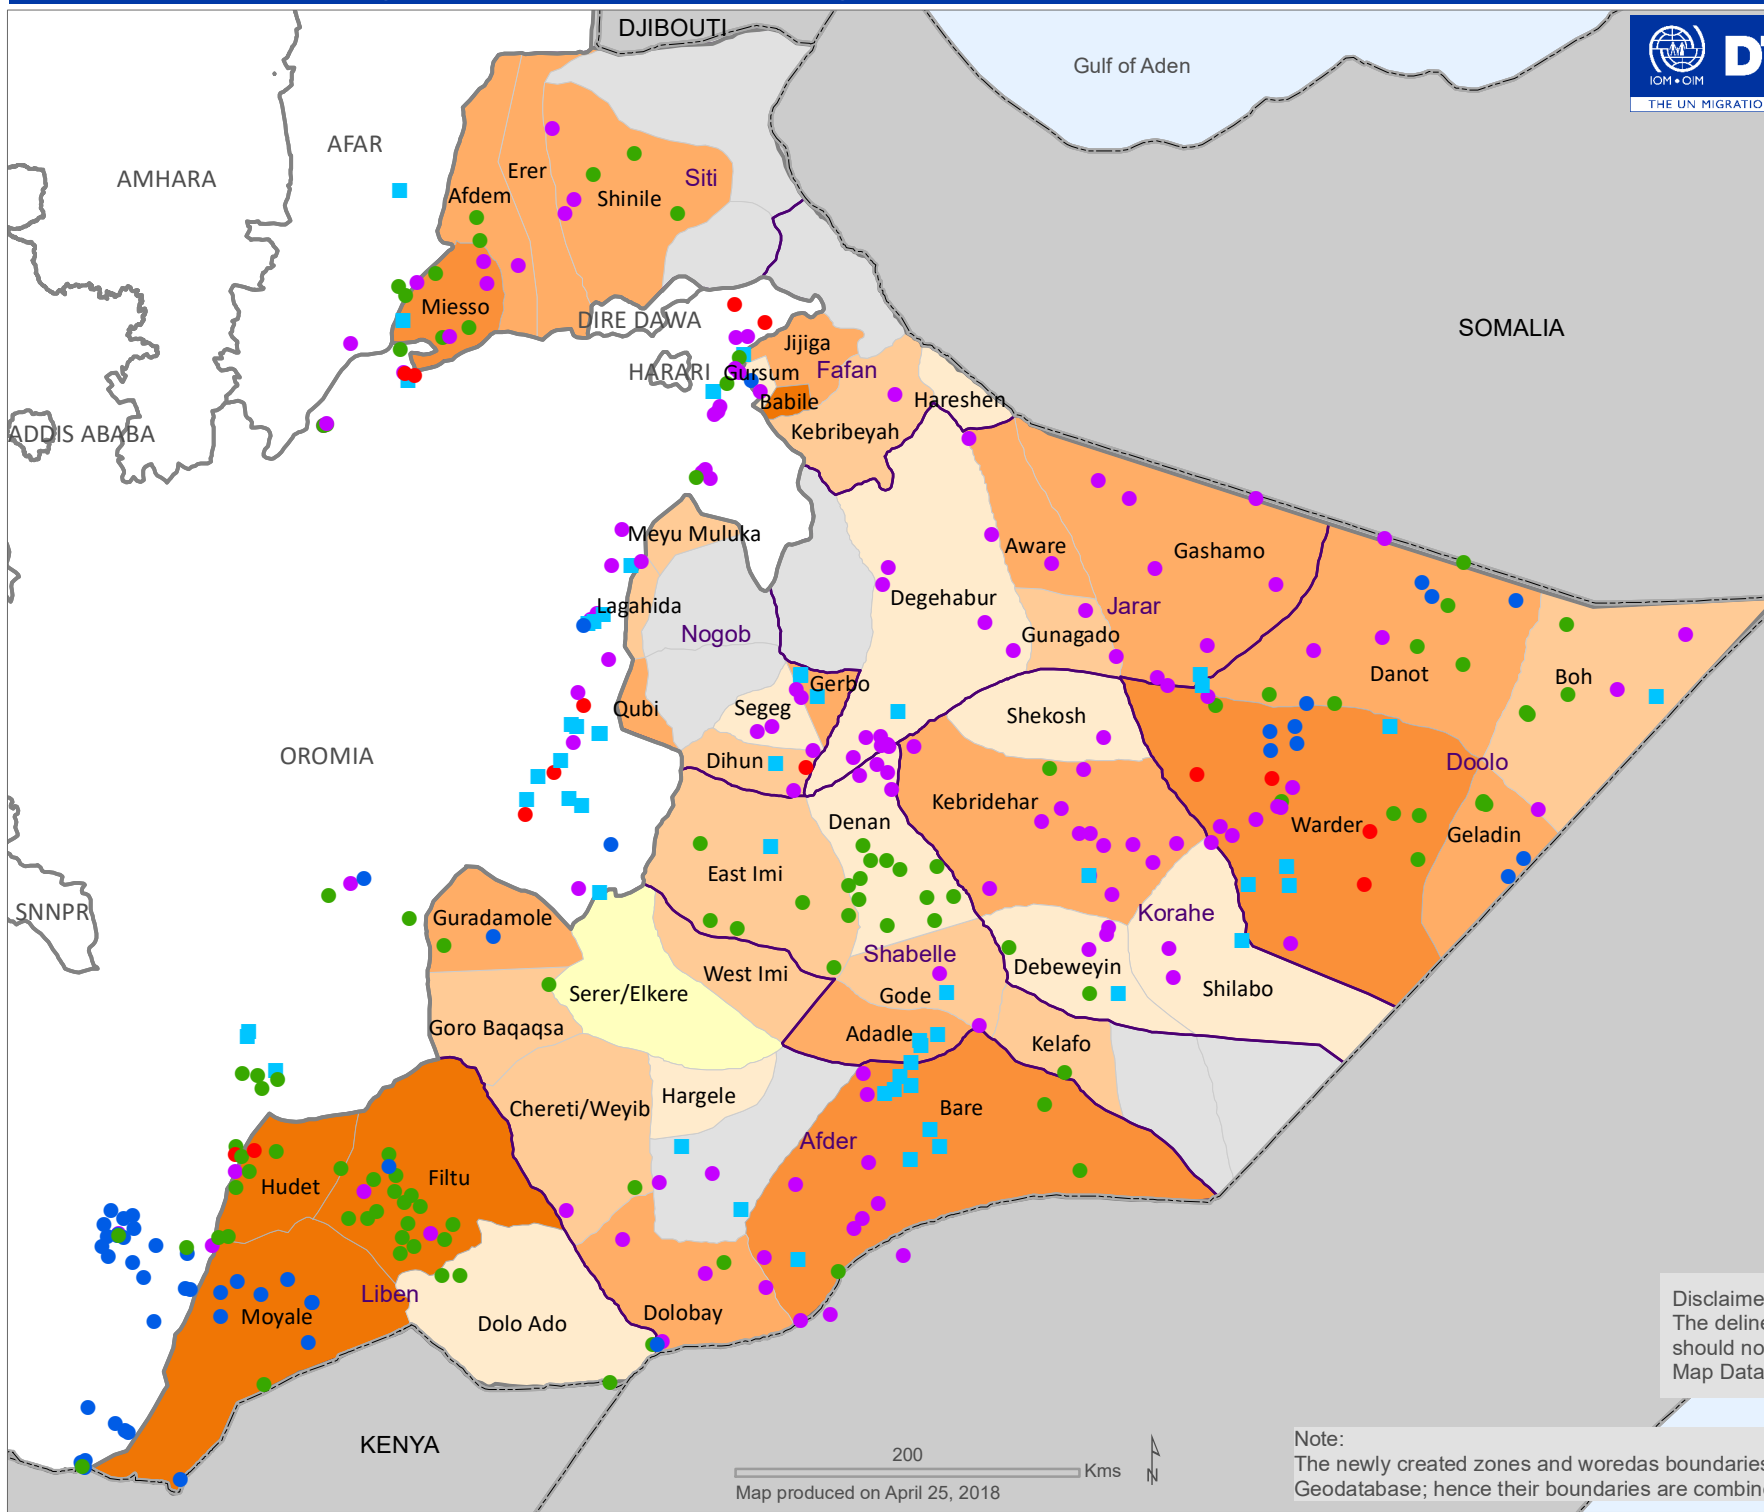 DJIBOUTI
Gulf of Aden
IOM • OIM
THE UN MIGRATIO
AFAR
AMHARA
Erer
Afdem
Shinile
Siti
Miesso
DIRE DAWA
SOMALIA
Jijiga
HARARI
Gursum
Fafan
Babile
Hareshen
ADDIS ABABA
Kebribeyah
Meyu Muluka
Aware
Gashamo
Lagahida
Degehabur
Jarar
Nogob
Gunagado
Danot
Boh
Gerbo
Qubi
Segeg
Shekosh
OROMIA
Dihun
Doolo
Kebridehar
Denan
Warder
Geladin
East Imi
SNNPR
Guradamole
Korahe
Shabelle
West Imi
Debeweyin
Serer/Elkere
Gode
Shilabo
Goro Baqaqsa
Adadle
Kelafo
Hargele
Chereti/Weyib
Bare
Afder
Filtu
Hudet
Liben
Moyale
Dolo Ado
Dolobay
Disclaime
The deline
should no
Map Data
KENYA
200
Kms
N
Map produced on April 25, 2018
Note:
The newly created zones and woredas boundaries
Geodatabase; hence their boundaries are combin